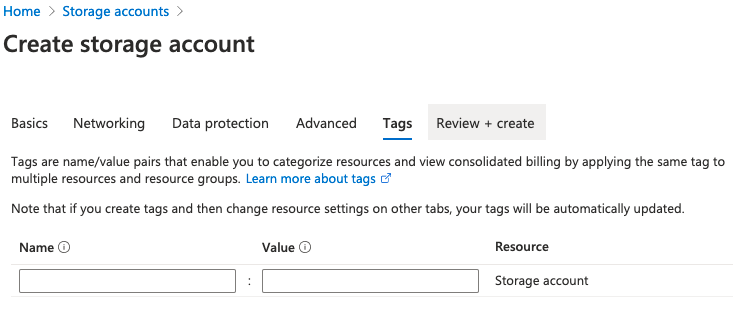 Home > Storage accounts >
Create storage account
Basics Networking Data protection Advanced Tags Review + create
Tags are name/value pairs that enable you to categorize resources and view consolidated billing by applying the same tag to
multiple resources and resource groups. Learn more about tags
Note that if you create tags and then change resource settings on other tabs, your tags will be automatically updated.
Name Value Resource
: Storage account